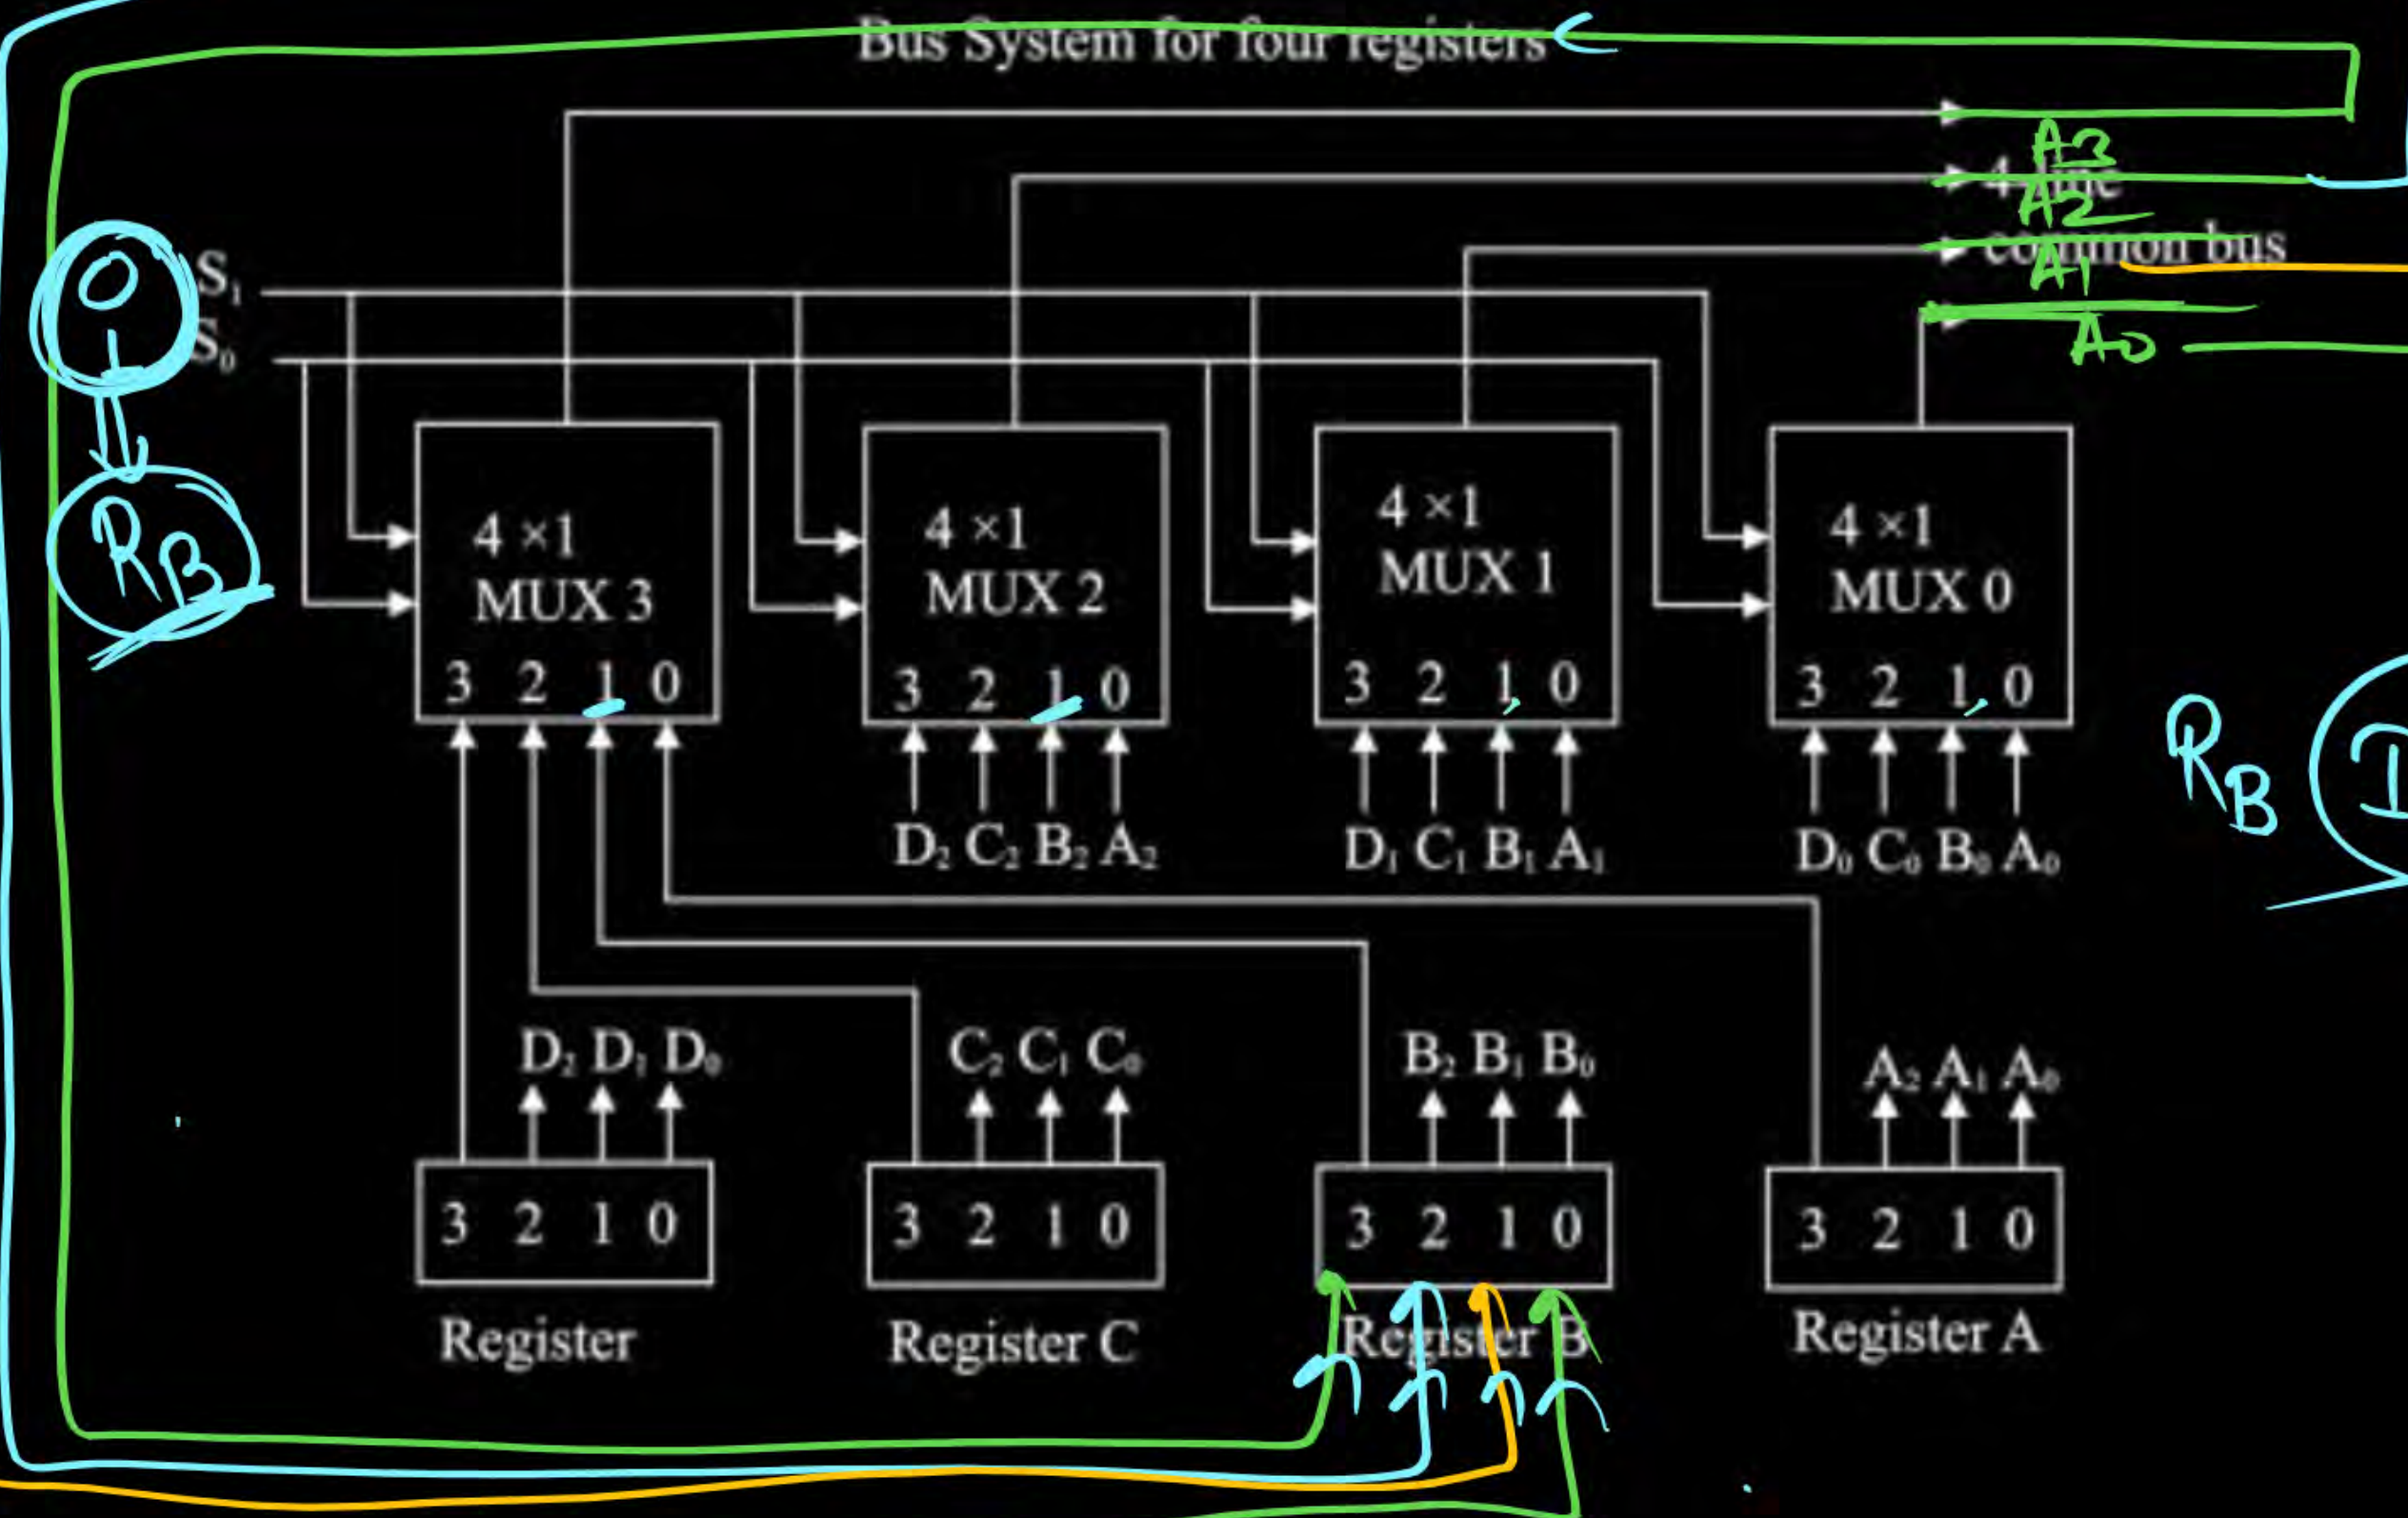 Bus System for four registers
A3
4-line
A2
common bus
A1
A0
0 S₁
1 S₀
R_B
4 ×1
MUX 3
3 2 1 0
4 ×1
MUX 2
3 2 1 0
4 ×1
MUX 1
3 2 1 0
4 ×1
MUX 0
3 2 1 0
R_B
D₂ C₂ B₂ A₂
D₁ C₁ B₁ A₁
D₀ C₀ B₀ A₀
D₂ D₁ D₀
C₂ C₁ C₀
B₂ B₁ B₀
A₂ A₁ A₀
3 2 1 0
3 2 1 0
3 2 1 0
3 2 1 0
Register
Register C
Register B
Register A